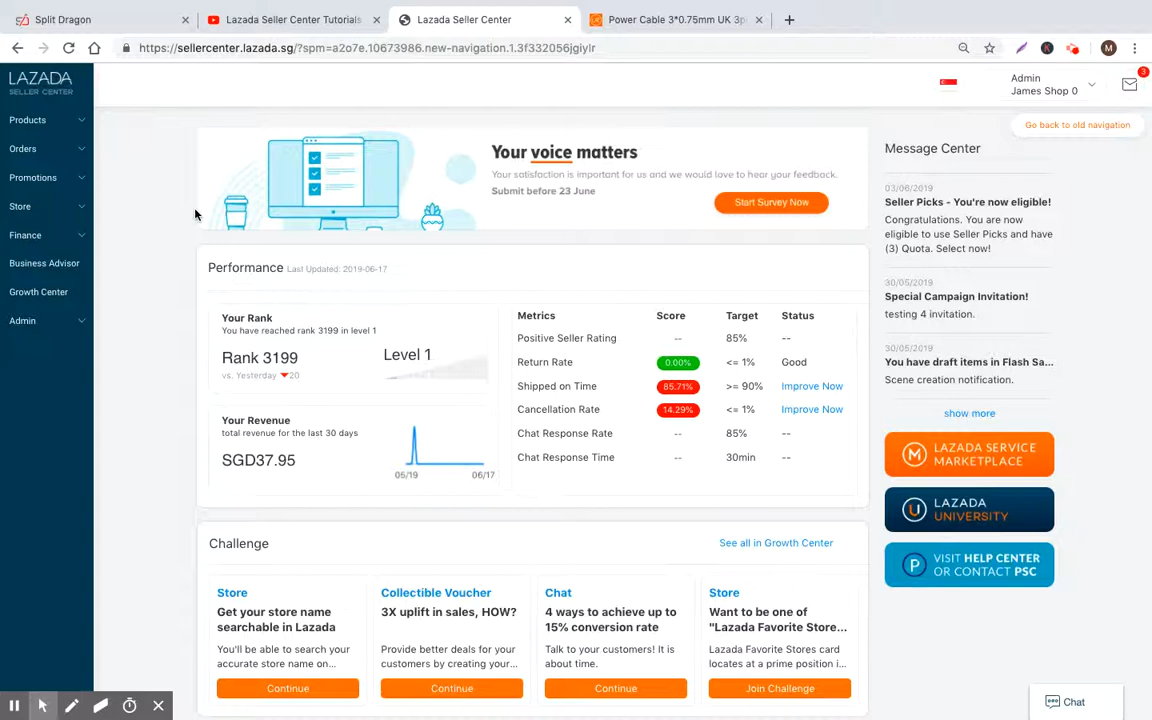 Split Dragon
Lazada Seller Center Tutorials
Lazada Seller Center
Power Cable 3*0.75mm UK 3p
https://sellercenter.lazada.sg/?spm=a2o7e.10673986.new-navigation.1.3f332056jgiylr
M
LAZADA
SELLER CENTER
Products
Orders
Promotions
Store
Finance
Business Advisor
Growth Center
Admin
Admin
James Shop 0
3
Go back to old navigation
Your voice matters
Your satisfaction is important for us and we would love to hear your feedback.
Submit before 23 June
Start Survey Now
Performance Last Updated: 2019-06-17
Your Rank
You have reached rank 3199 in level 1
Rank 3199
vs. Yesterday 20
Level 1
Your Revenue
total revenue for the last 30 days
SGD37.95
05/19 06/17
Metrics Score Target Status
Positive Seller Rating -- 85% --
Return Rate 0.00% <= 1% Good
Shipped on Time 85.71% >= 90% Improve Now
Cancellation Rate 14.29% <= 1% Improve Now
Chat Response Rate -- 85% --
Chat Response Time -- 30min --
Challenge
See all in Growth Center
Store
Get your store name
searchable in Lazada
You'll be able to search your
accurate store name on...
Continue
Collectible Voucher
3X uplift in sales, HOW?
Provide better deals for your
customers by creating your...
Continue
Chat
4 ways to achieve up to
15% conversion rate
Talk to your customers! It is
about time.
Continue
Store
Want to be one of
"Lazada Favorite Store...
Lazada Favorite Stores card
locates at a prime position i...
Join Challenge
Message Center
03/06/2019
Seller Picks - You're now eligible!
Congratulations. You are now
eligible to use Seller Picks and have
(3) Quota. Select now!
30/05/2019
Special Campaign Invitation!
testing 4 invitation.
30/05/2019
You have draft items in Flash Sa...
Scene creation notification.
show more
M LAZADA SERVICE
MARKETPLACE
U LAZADA
UNIVERSITY
P VISIT HELP CENTER
OR CONTACT PSC
Chat